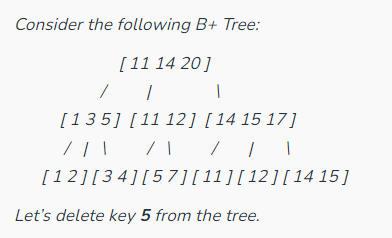 Consider the following B+ Tree:
[ 11 14 20 ]
/ | \
[ 1 3 5 ] [ 11 12 ] [ 14 15 17 ]
/ | \ / \ / | \
[ 1 2 ] [ 3 4 ] [ 5 7 ] [ 11 ] [ 12 ] [ 14 15 ]
Let's delete key 5 from the tree.